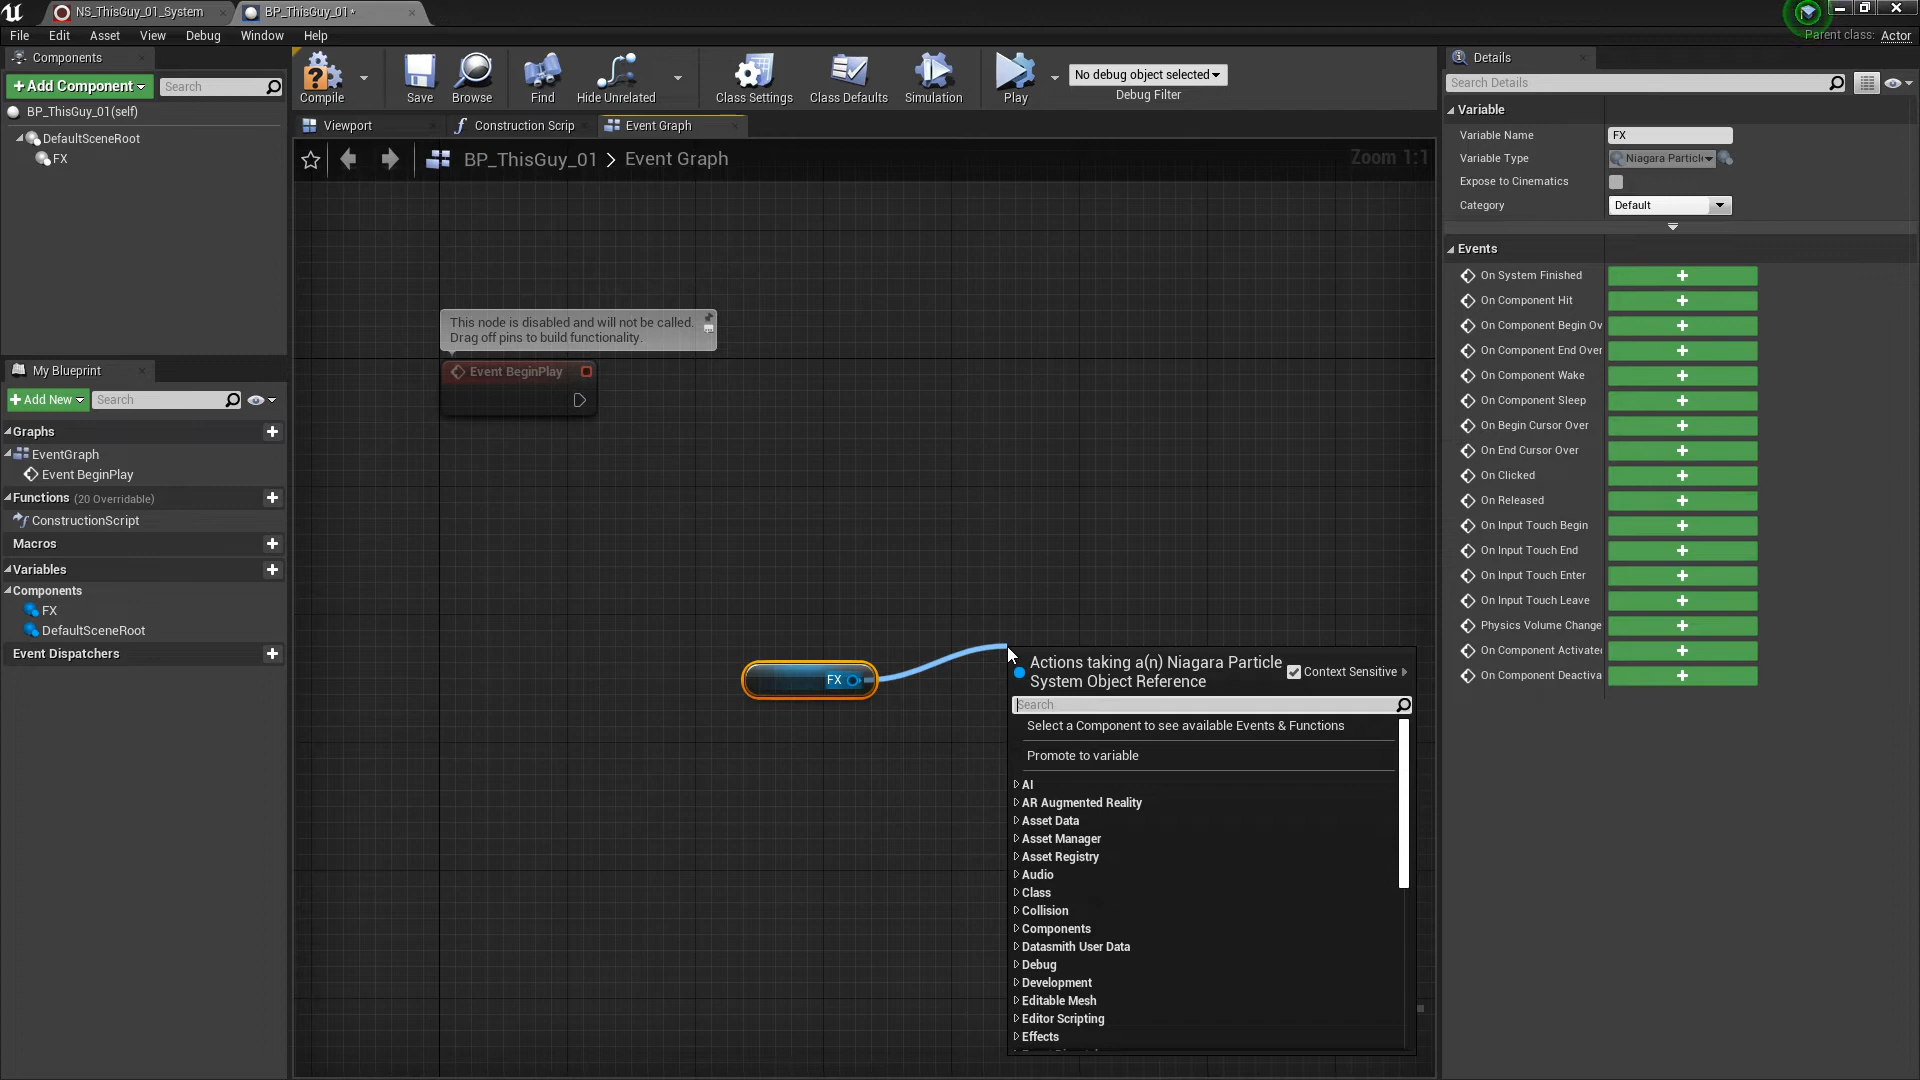 NS_ThisGuy_01_System
BP_ThisGuy_01*
File
Edit
Asset
View
Debug
Window
Help
Parent class: Actor
Components
+Add Component
Search
BP_ThisGuy_01(self)
DefaultSceneRoot
FX
My Blueprint
+Add New
Search
Graphs
EventGraph
Event BeginPlay
Functions (20 Overridable)
ConstructionScript
Macros
Variables
Components
FX
DefaultSceneRoot
Event Dispatchers
Compile
Save
Browse
Find
Hide Unrelated
Class Settings
Class Defaults
Simulation
Play
No debug object selected
Debug Filter
Viewport
Construction Scrip
Event Graph
BP_ThisGuy_01 > Event Graph
Zoom 1:1
This node is disabled and will not be called.
Drag off pins to build functionality.
Event BeginPlay
FX
Actions taking a(n) Niagara Particle
System Object Reference
Context Sensitive
Search
Select a Component to see available Events & Functions
Promote to variable
AI
AR Augmented Reality
Asset Data
Asset Manager
Asset Registry
Audio
Class
Collision
Components
Datasmith User Data
Debug
Development
Editable Mesh
Editor Scripting
Effects
Details
Search Details
Variable
Variable Name
FX
Variable Type
Niagara Particl
Expose to Cinematics
Category
Default
Events
On System Finished
On Component Hit
On Component Begin Ov
On Component End Over
On Component Wake
On Component Sleep
On Begin Cursor Over
On End Cursor Over
On Clicked
On Released
On Input Touch Begin
On Input Touch End
On Input Touch Enter
On Input Touch Leave
Physics Volume Change
On Component Activate
On Component Deactiva